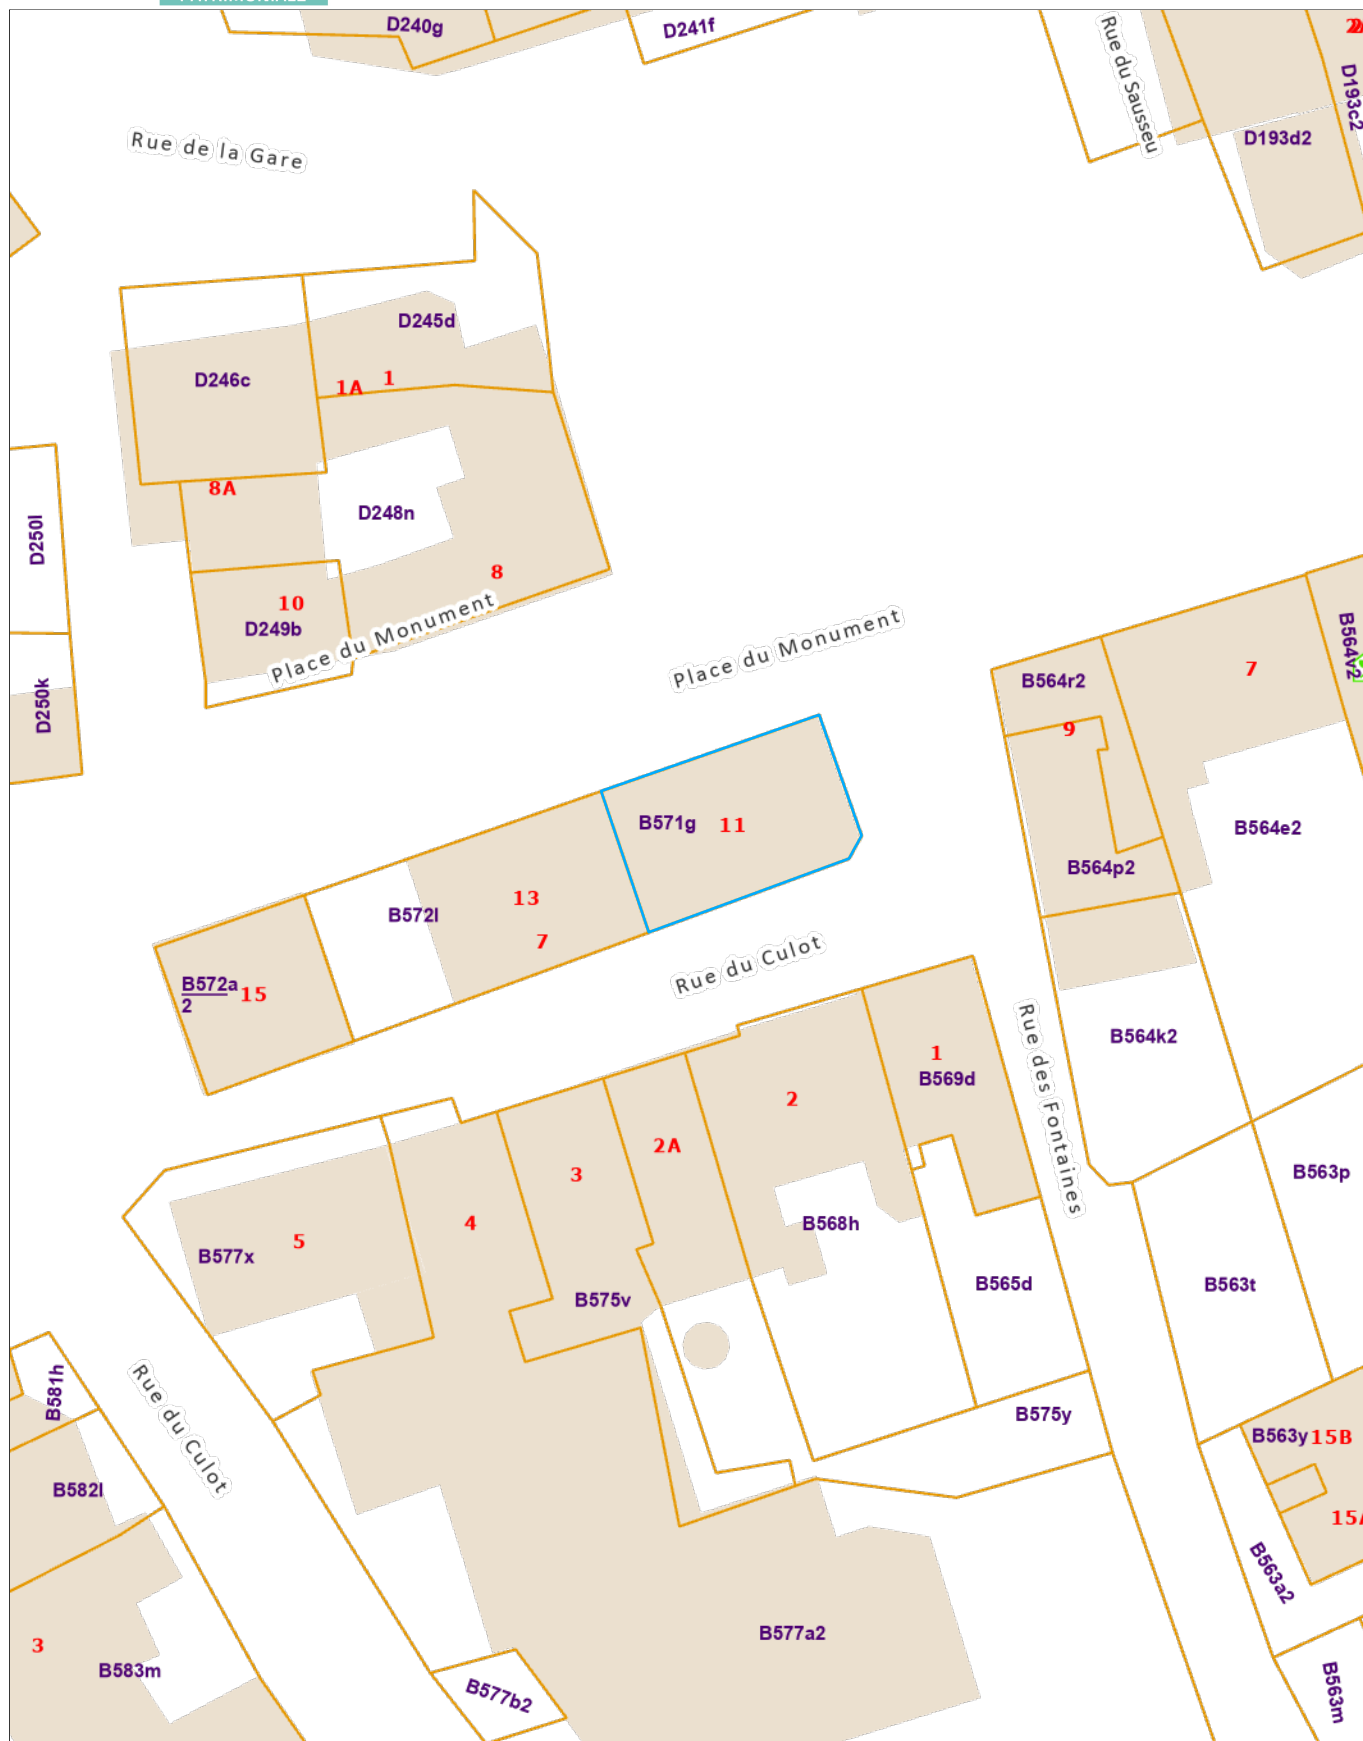 D240g
D241f
Rue du Sausseu
D193c2
D193d2
Rue de la Gare
D245d
D246c
1A
1
8A
D248n
D250l
8
10
D249b
Place du Monument
Place du Monument
D250k
B564r2
7
B564v2
9
B571g
11
B564e2
B564p2
13
B572l
7
Rue du Culot
B572a
2
15
Rue des Fontaines
B564k2
1
B569d
2
2A
3
B563p
4
B568h
5
B577x
B575v
B565d
B563t
B581h
Rue du Culot
B575y
B563y
15B
B582l
15A
B563a2
B577a2
3
B583m
B577b2
B563m